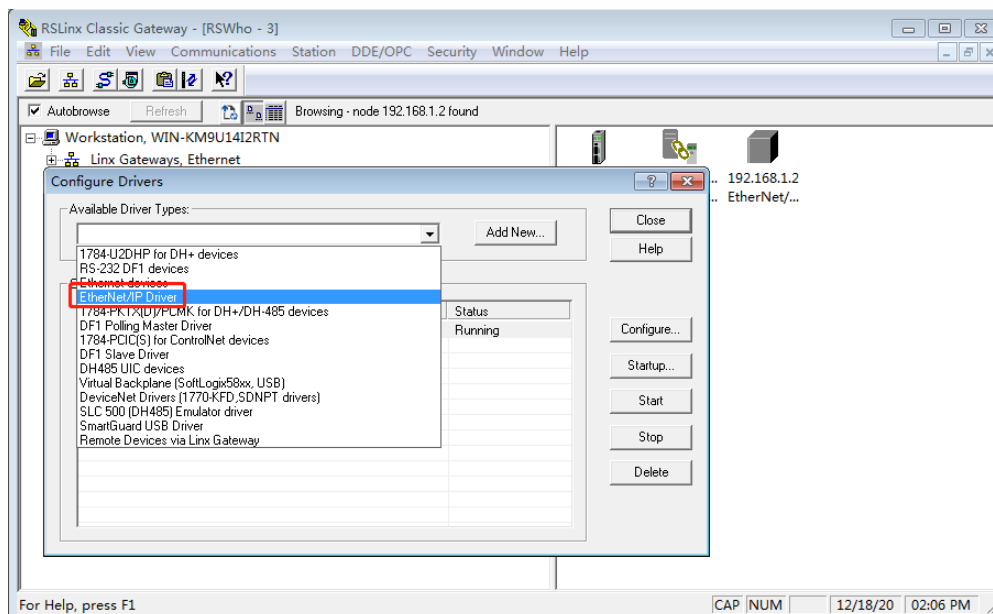 RSLinx Classic Gateway - [RSWho - 3]
File Edit View Communications Station DDE/OPC Security Window Help
Autobrowse Refresh Browsing - node 192.168.1.2 found
Workstation, WIN-KM9U14I2RTN
Linx Gateways, Ethernet
192.168.1.2
EtherNet/...
Configure Drivers
Available Driver Types:
Add New...
Close
Help
1784-U2DHP for DH+ devices
RS-232 DF1 devices
Ethernet devices
EtherNet/IP Driver
1784-PKTX(D)/PCMK for DH+/DH-485 devices
DF1 Polling Master Driver
1784-PCIC(S) for ControlNet devices
DF1 Slave Driver
DH485 UIC devices
Virtual Backplane (SoftLogix58xx, USB)
DeviceNet Drivers (1770-KFD,SDNPT drivers)
SLC 500 (DH485) Emulator driver
SmartGuard USB Driver
Remote Devices via Linx Gateway
Status
Running
Configure...
Startup...
Start
Stop
Delete
For Help, press F1
CAP NUM 12/18/20 02:06 PM